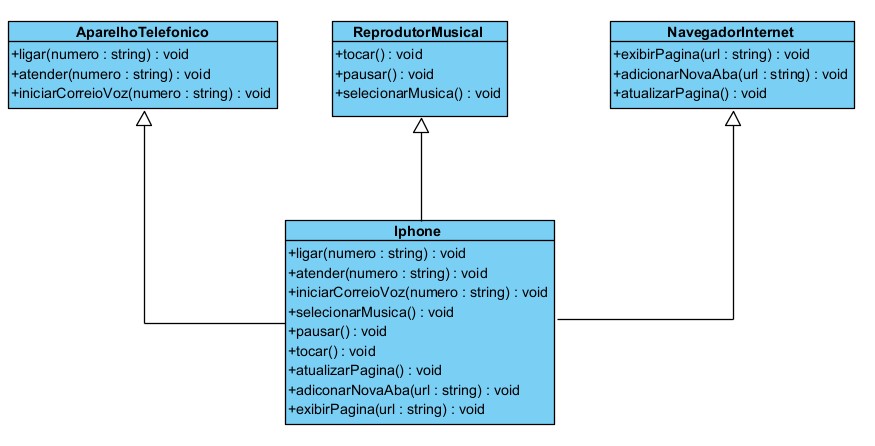 AparelhoTelefonico
+ligar(numero : string) : void
+atender(numero : string) : void
+iniciarCorreioVoz(numero : string) : void
ReprodutorMusical
+tocar() : void
+pausar() : void
+selecionarMusica() : void
NavegadorInternet
+exibirPagina(url : string) : void
+adicionarNovaAba(url : string) : void
+atualizarPagina() : void
Iphone
+ligar(numero : string) : void
+atender(numero : string) : void
+iniciarCorreioVoz(numero : string) : void
+selecionarMusica() : void
+pausar() : void
+tocar() : void
+atualizarPagina() : void
+adiconarNovaAba(url : string) : void
+exibirPagina(url : string) : void